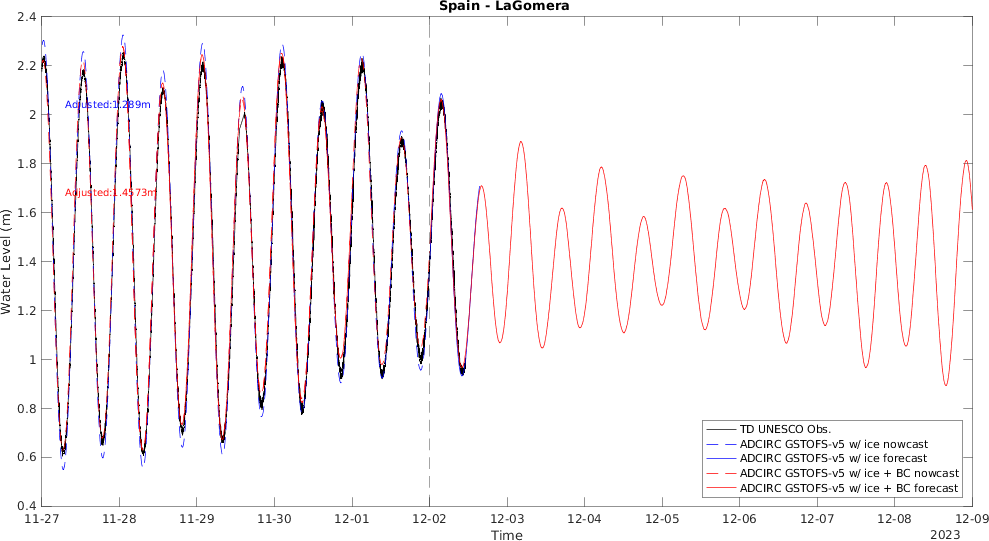 Spain - LaGomera
2.4
2.2
2
1.8
1.6
1.4
1.2
1
0.8
0.6
0.4
Water Level (m)
Adjusted:1.289m
Adjusted:1.4573m
TD UNESCO Obs.
ADCIRC GSTOFS-v5 w/ ice nowcast
ADCIRC GSTOFS-v5 w/ ice forecast
ADCIRC GSTOFS-v5 w/ ice + BC nowcast
ADCIRC GSTOFS-v5 w/ ice + BC forecast
11-27 11-28 11-29 11-30 12-01 12-02 12-03 12-04 12-05 12-06 12-07 12-08 12-09
Time
2023